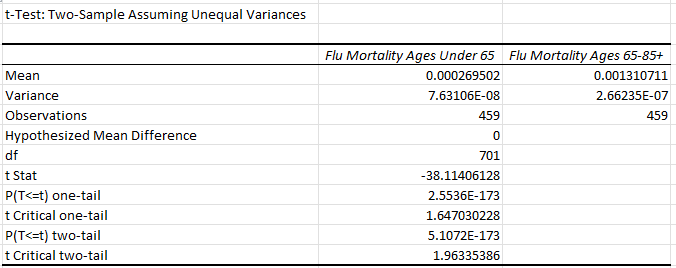 t-Test: Two-Sample Assuming Unequal Variances
Flu Mortality Ages Under 65 Flu Mortality Ages 65-85+
Mean 0.000269502 0.001310711
Variance 7.63106E-08 2.66235E-07
Observations 459 459
Hypothesized Mean Difference 0
df 701
t Stat -38.11406128
P(T<=t) one-tail 2.5536E-173
t Critical one-tail 1.647030228
P(T<=t) two-tail 5.1072E-173
t Critical two-tail 1.96335386